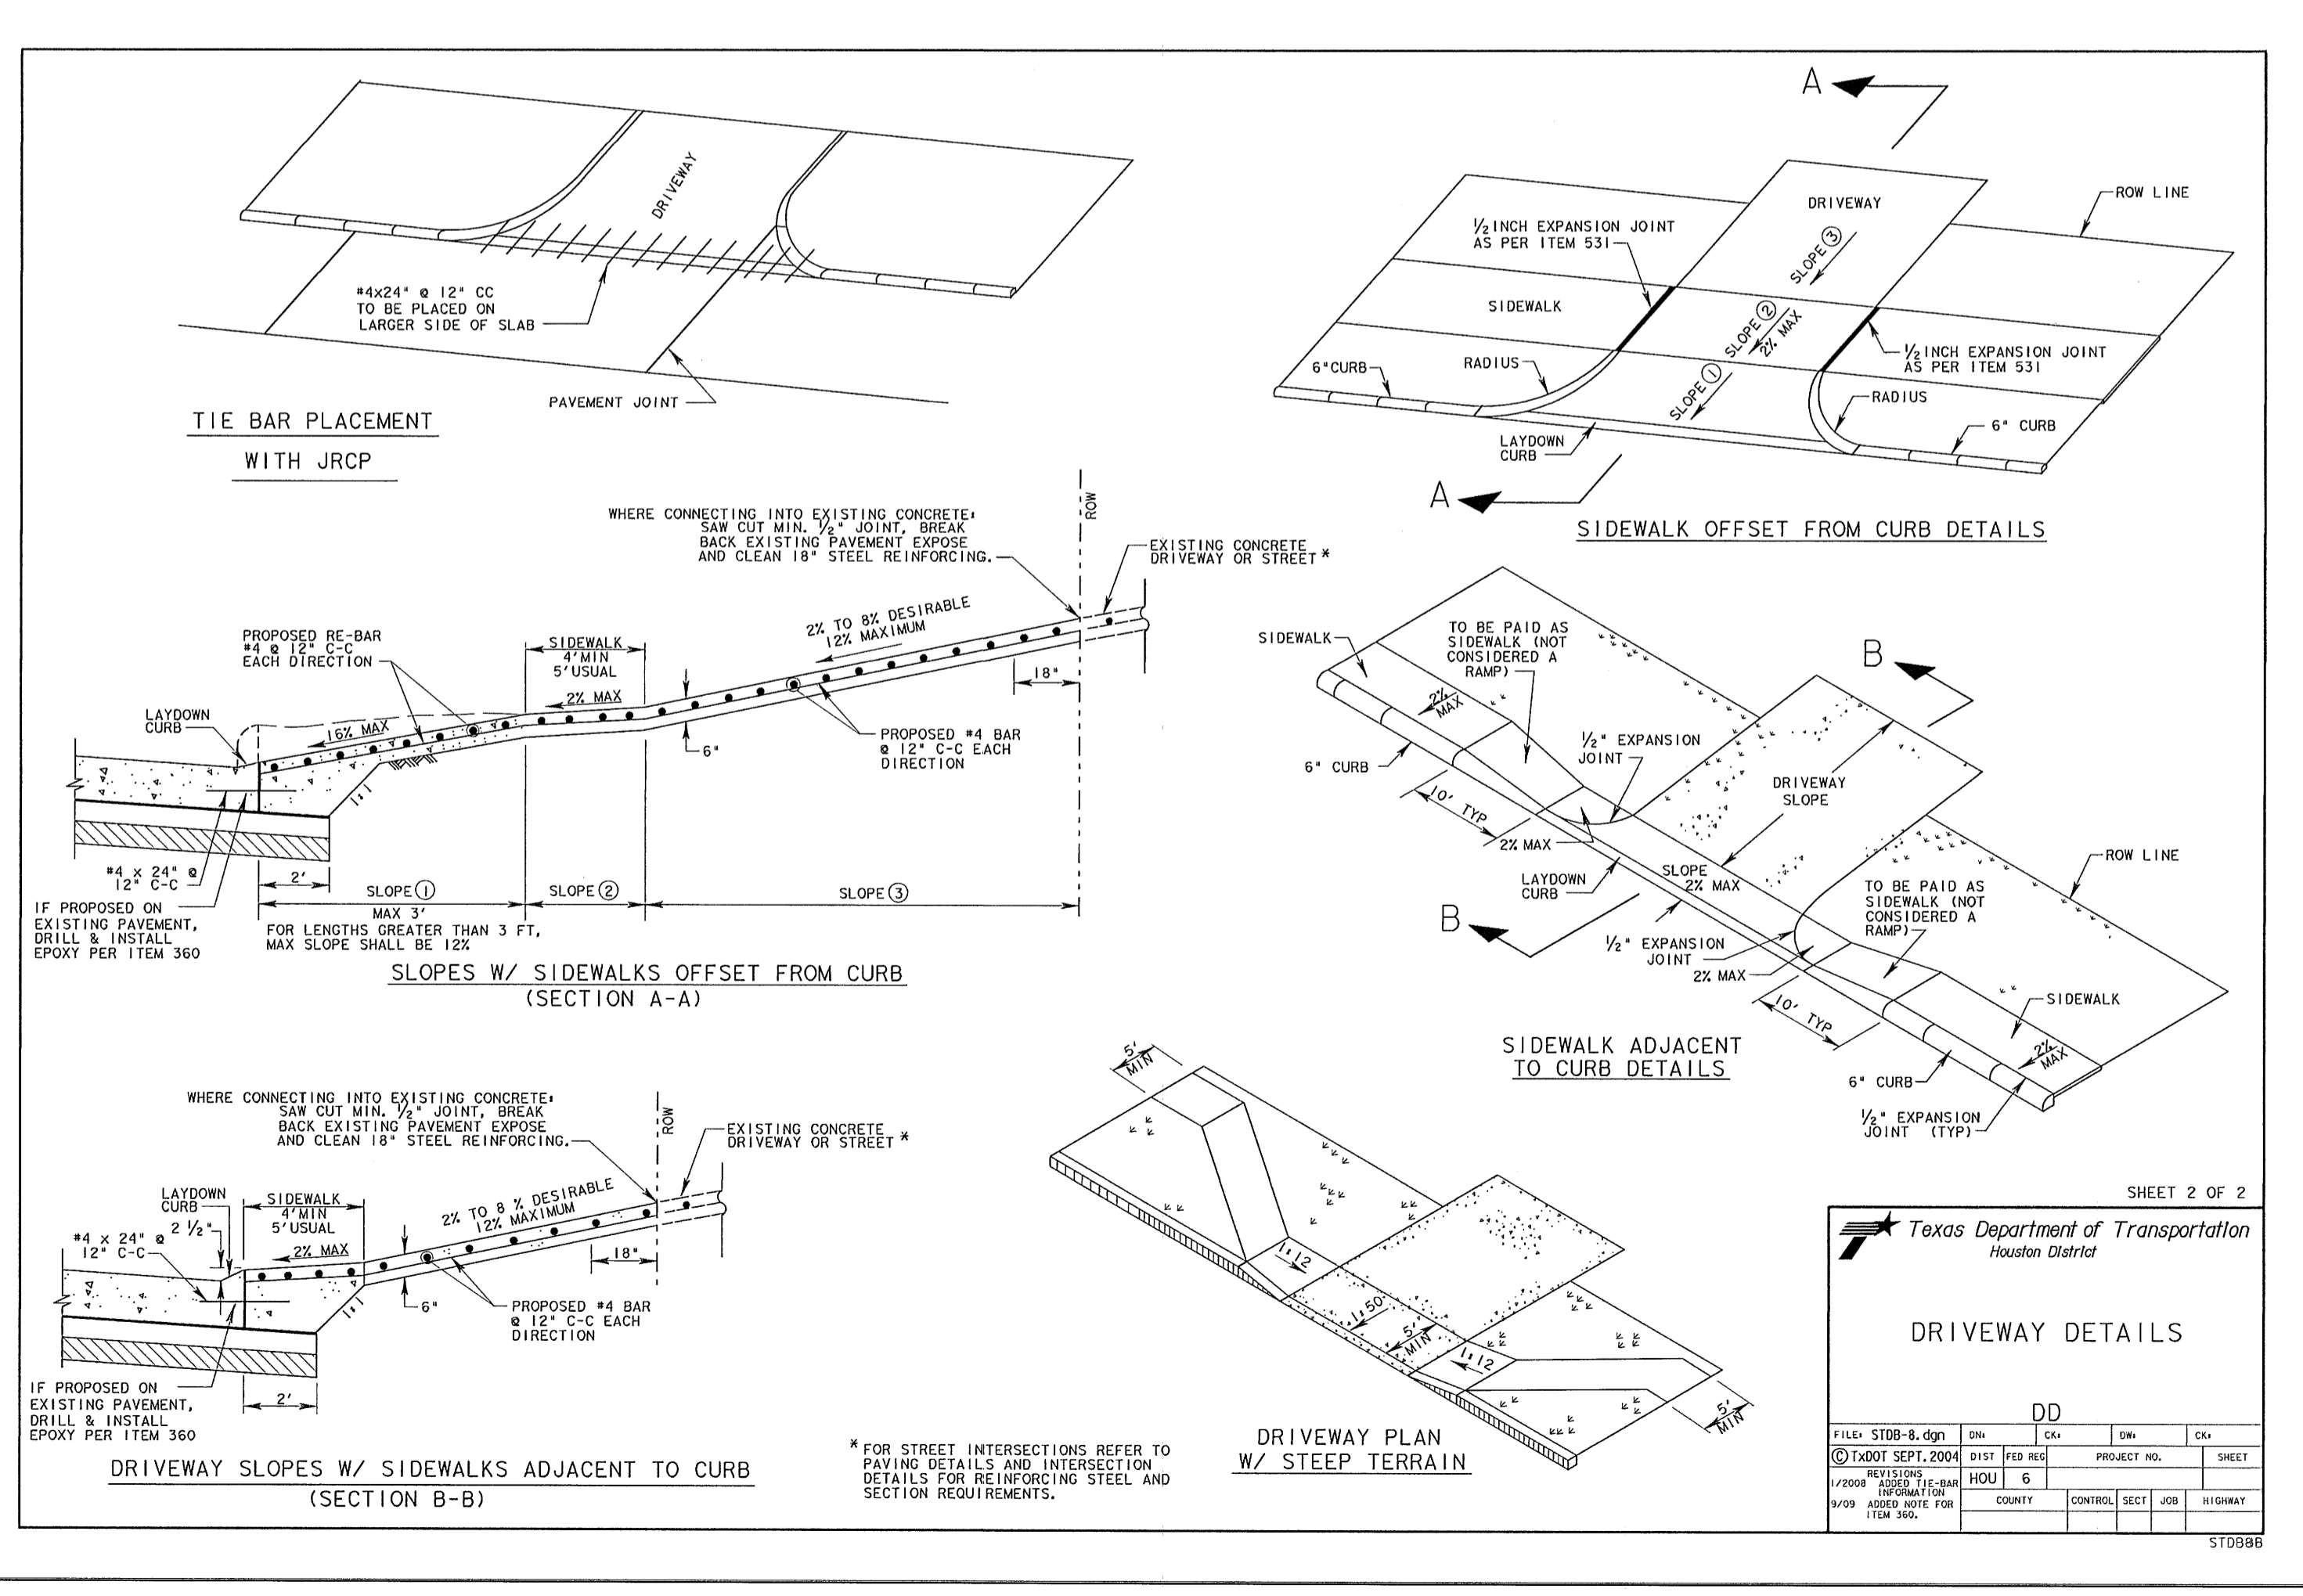 DRIVEWAY
#4x24" @ 12" CC
TO BE PLACED ON
LARGER SIDE OF SLAB
PAVEMENT JOINT
TIE BAR PLACEMENT
WITH JRCP
A
ROW LINE
DRIVEWAY
1/2 INCH EXPANSION JOINT
AS PER ITEM 531
SLOPE 3
SIDEWALK
SLOPE 2
2% MAX
1/2 INCH EXPANSION JOINT
AS PER ITEM 531
6" CURB
RADIUS
SLOPE 1
RADIUS
6" CURB
LAYDOWN
CURB
A
SIDEWALK OFFSET FROM CURB DETAILS
WHERE CONNECTING INTO EXISTING CONCRETE:
SAW CUT MIN. 1/2" JOINT, BREAK
BACK EXISTING PAVEMENT EXPOSE
AND CLEAN 18" STEEL REINFORCING.
ROW
EXISTING CONCRETE
DRIVEWAY OR STREET *
2% TO 8% DESIRABLE
12% MAXIMUM
PROPOSED RE-BAR
#4 @ 12" C-C
EACH DIRECTION
SIDEWALK
4' MIN
5' USUAL
2% MAX
18"
LAYDOWN
CURB
16% MAX
6"
PROPOSED #4 BAR
@ 12" C-C EACH
DIRECTION
1:1
#4 x 24" @
12" C-C
2'
SLOPE 1
SLOPE 2
SLOPE 3
MAX 3'
FOR LENGTHS GREATER THAN 3 FT,
MAX SLOPE SHALL BE 12%
IF PROPOSED ON
EXISTING PAVEMENT,
DRILL & INSTALL
EPOXY PER ITEM 360
SLOPES W/ SIDEWALKS OFFSET FROM CURB
(SECTION A-A)
SIDEWALK
TO BE PAID AS
SIDEWALK (NOT
CONSIDERED A
RAMP)
B
2% MAX
1/2" EXPANSION
JOINT
6" CURB
10' TYP
DRIVEWAY
SLOPE
2% MAX
ROW LINE
LAYDOWN
CURB
SLOPE
2% MAX
TO BE PAID AS
SIDEWALK (NOT
CONSIDERED A
RAMP)
B
1/2" EXPANSION
JOINT
2% MAX
10' TYP
SIDEWALK
2% MAX
6" CURB
1/2" EXPANSION
JOINT (TYP)
SIDEWALK ADJACENT
TO CURB DETAILS
WHERE CONNECTING INTO EXISTING CONCRETE:
SAW CUT MIN. 1/2" JOINT, BREAK
BACK EXISTING PAVEMENT EXPOSE
AND CLEAN 18" STEEL REINFORCING.
ROW
EXISTING CONCRETE
DRIVEWAY OR STREET *
LAYDOWN
CURB
SIDEWALK
4' MIN
5' USUAL
2 1/2"
2% TO 8 % DESIRABLE
12% MAXIMUM
#4 x 24" @
12" C-C
2% MAX
18"
6"
PROPOSED #4 BAR
@ 12" C-C EACH
DIRECTION
1:1
IF PROPOSED ON
EXISTING PAVEMENT,
DRILL & INSTALL
EPOXY PER ITEM 360
2'
DRIVEWAY SLOPES W/ SIDEWALKS ADJACENT TO CURB
(SECTION B-B)
* FOR STREET INTERSECTIONS REFER TO
PAVING DETAILS AND INTERSECTION
DETAILS FOR REINFORCING STEEL AND
SECTION REQUIREMENTS.
5' MIN
1:12
1:50
5' MIN
1:12
5' MIN
DRIVEWAY PLAN
W/ STEEP TERRAIN
SHEET 2 OF 2
Texas Department of Transportation
Houston District
DRIVEWAY DETAILS
DD
FILE: STDB-8.dgn DN: CK: DW: CK:
© TxDOT SEPT. 2004 DIST FED REG PROJECT NO. SHEET
REVISIONS
1/2008 ADDED TIE-BAR
INFORMATION
9/09 ADDED NOTE FOR
ITEM 360.
HOU 6
COUNTY CONTROL SECT JOB HIGHWAY
STDB8B